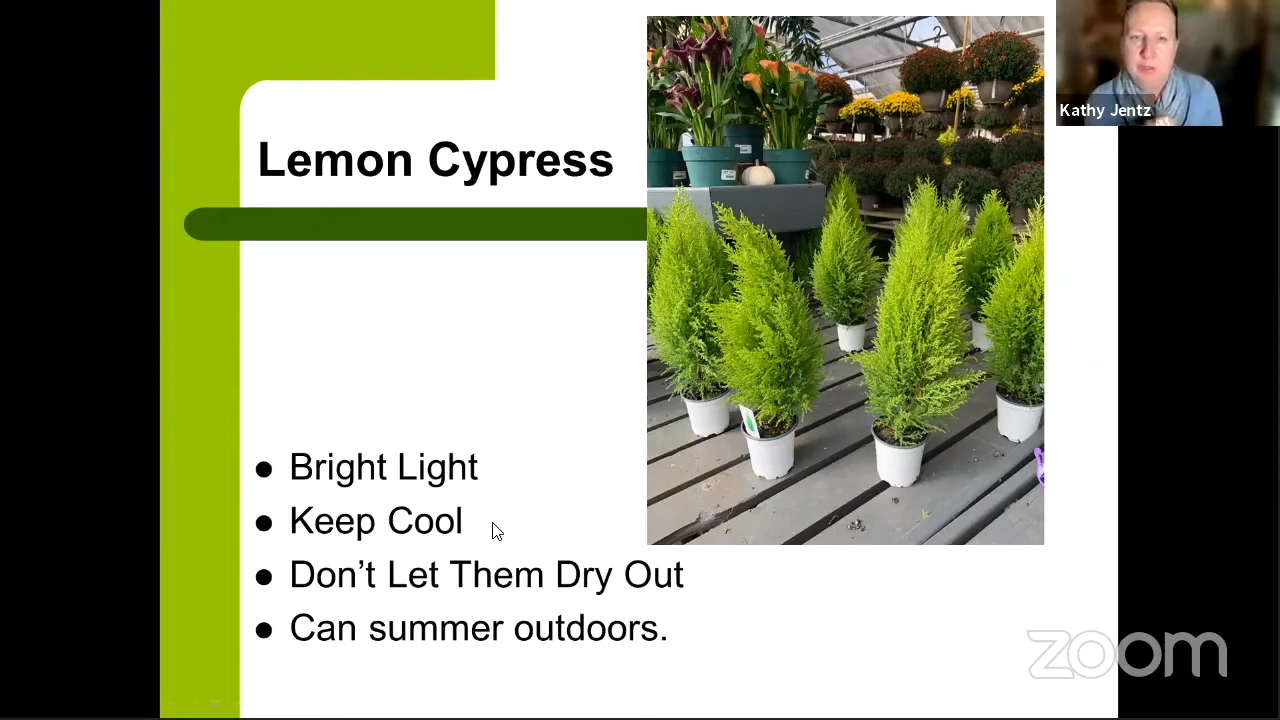 Lemon Cypress
Kathy Jentz
● Bright Light
● Keep Cool
● Don’t Let Them Dry Out
● Can summer outdoors.
zoom